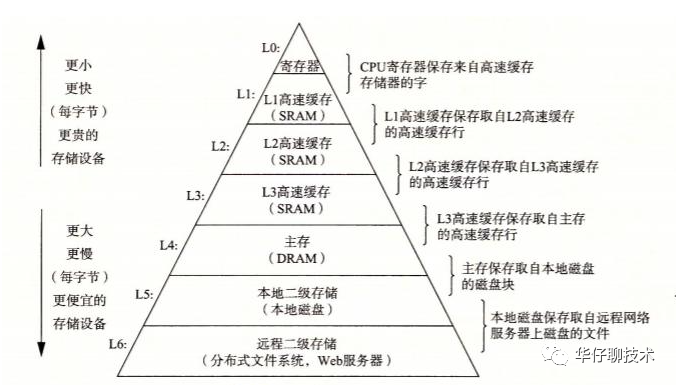 更小
更快
（每字节）
更贵的
存储设备
更大
更慢
（每字节）
更便宜的
存储设备
L0:
寄存器
CPU寄存器保存来自高速缓存
存储器的字
L1:
L1高速缓存
（SRAM）
L1高速缓存保存取自L2高速缓存
的高速缓存行
L2:
L2高速缓存
（SRAM）
L2高速缓存保存取自L3高速缓存
的高速缓存行
L3:
L3高速缓存
（SRAM）
L3高速缓存保存取自主存
的高速缓存行
L4:
主存
（DRAM）
主存保存取自本地磁盘
的磁盘块
L5:
本地二级存储
（本地磁盘）
本地磁盘保存取自远程网络
服务器上磁盘的文件
L6:
远程二级存储
（分布式文件系统，Web服务器）
华仔聊技术